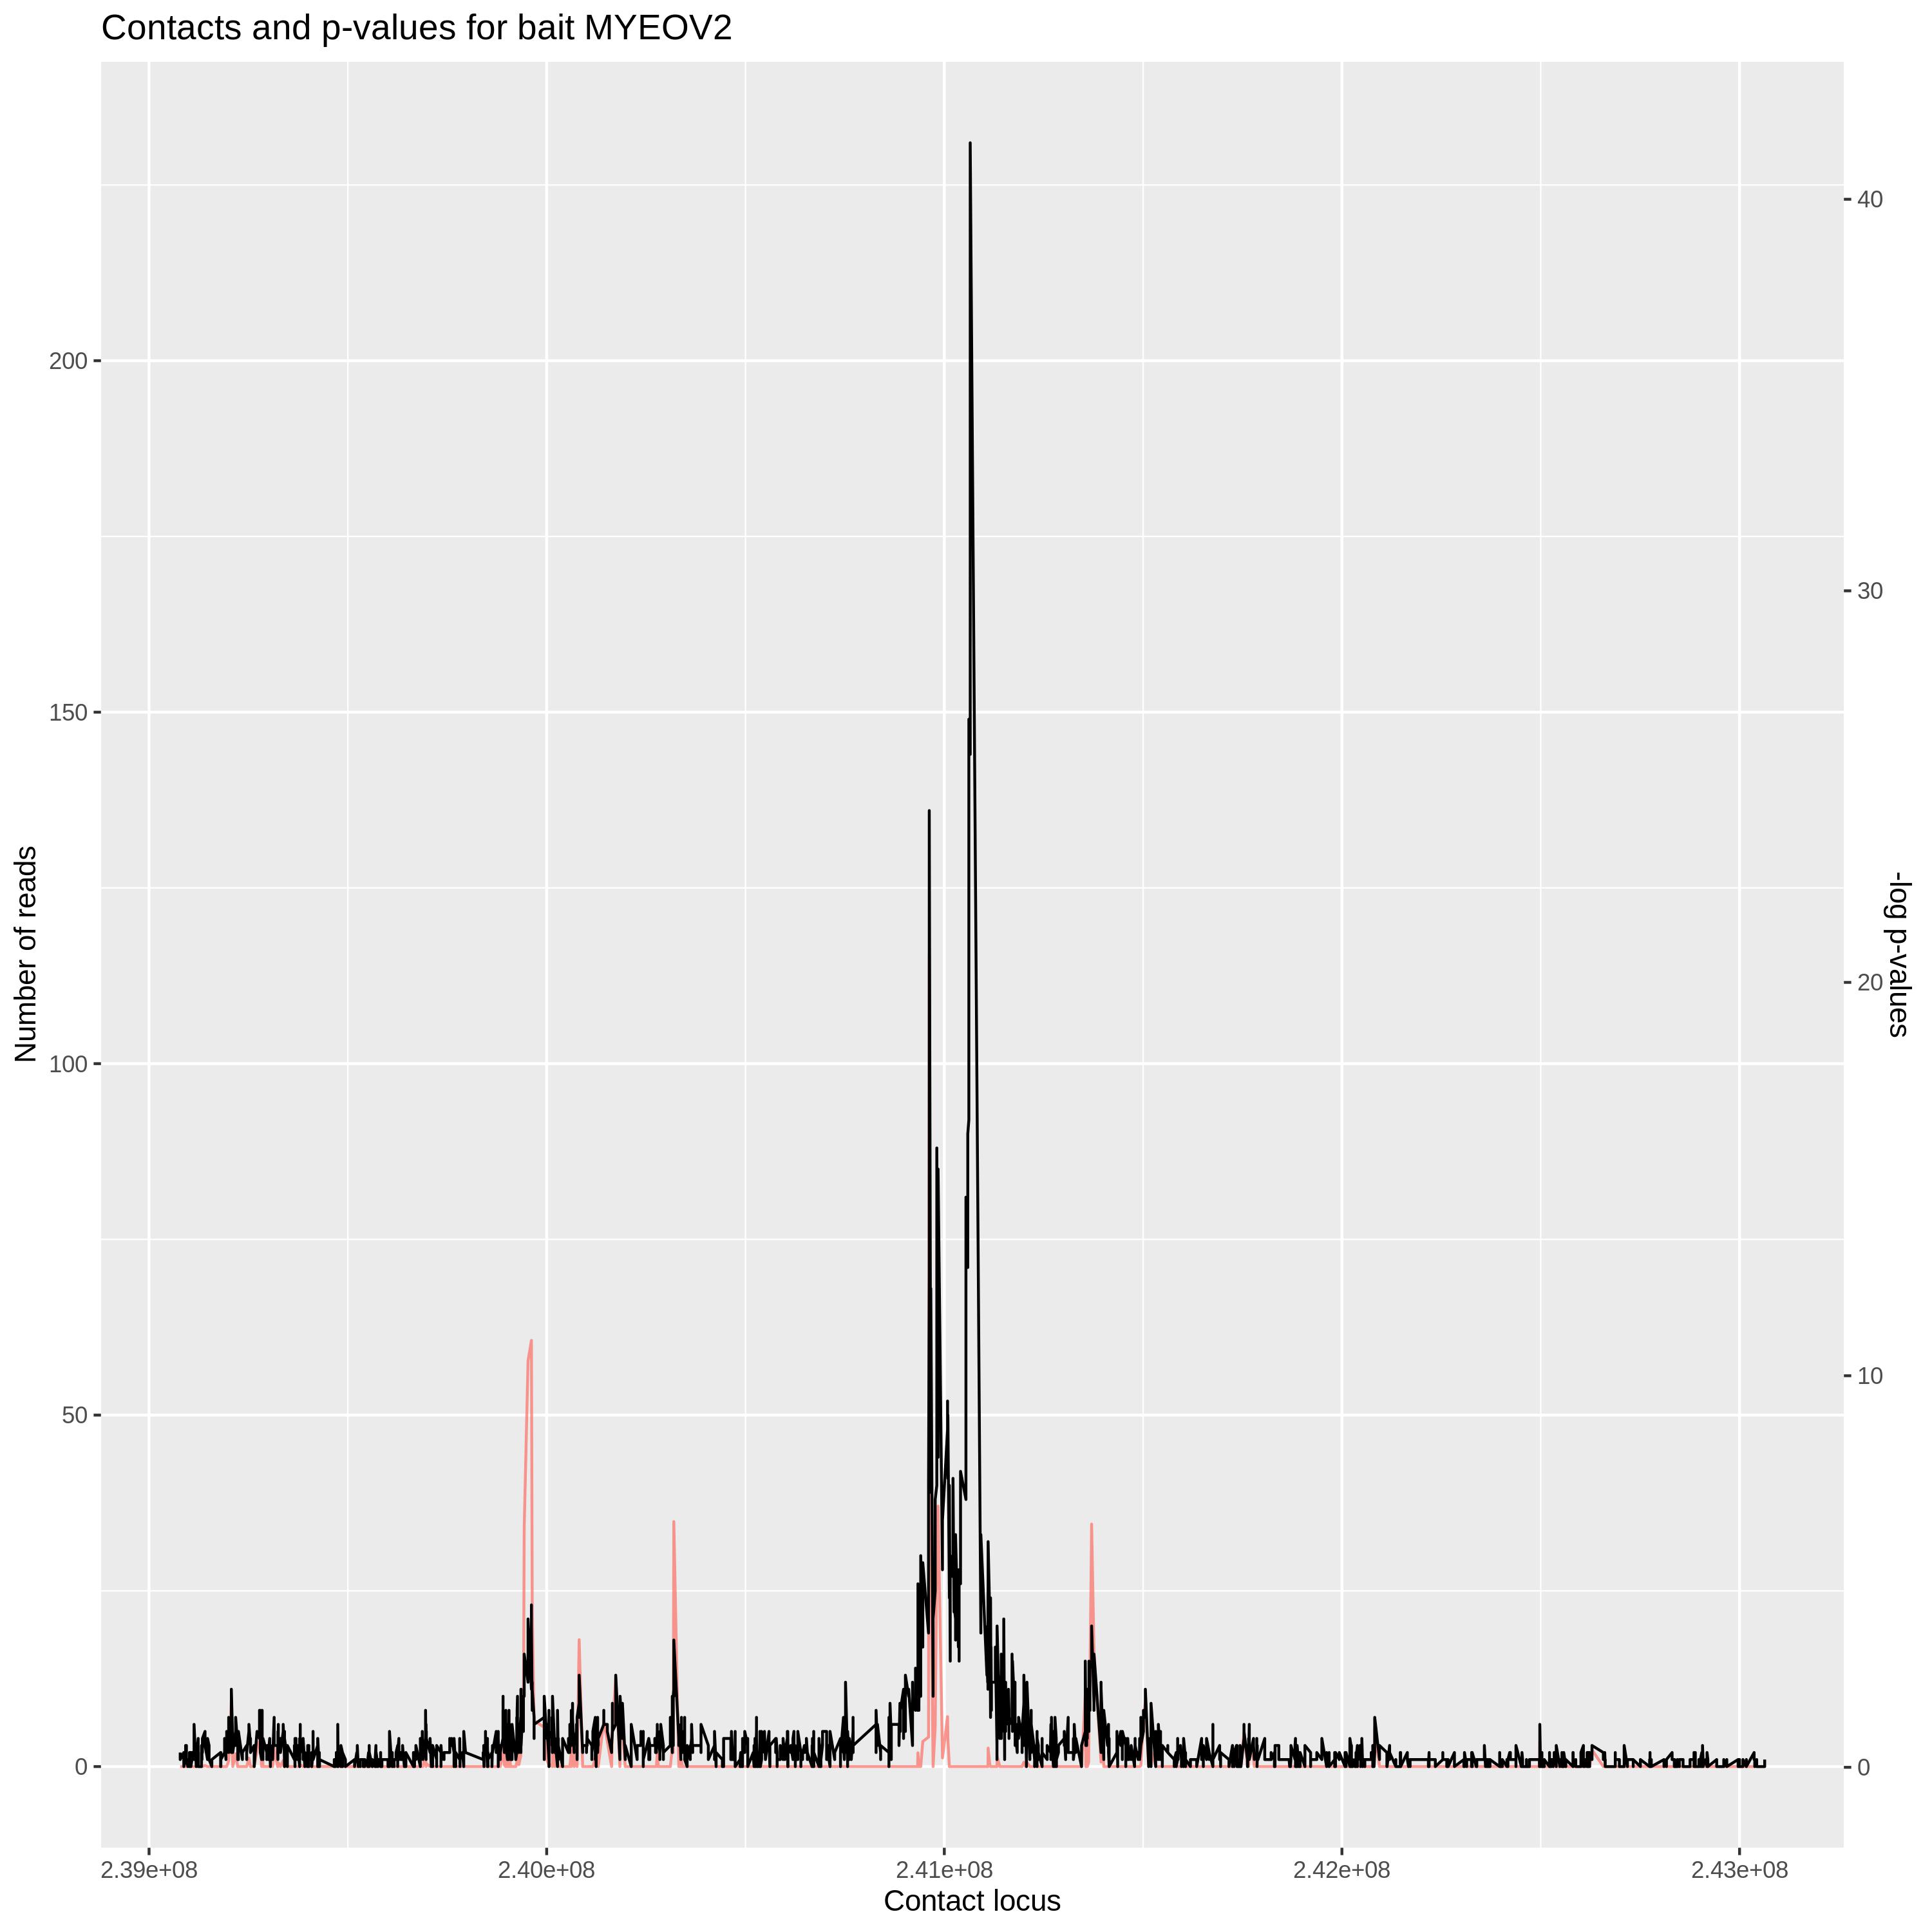 Contacts and p-values for bait MYEOV2
Number of reads
200
150
100
50
0
40
30
20
10
0
-log p-values
2.39e+08
2.40e+08
2.41e+08
2.42e+08
2.43e+08
Contact locus